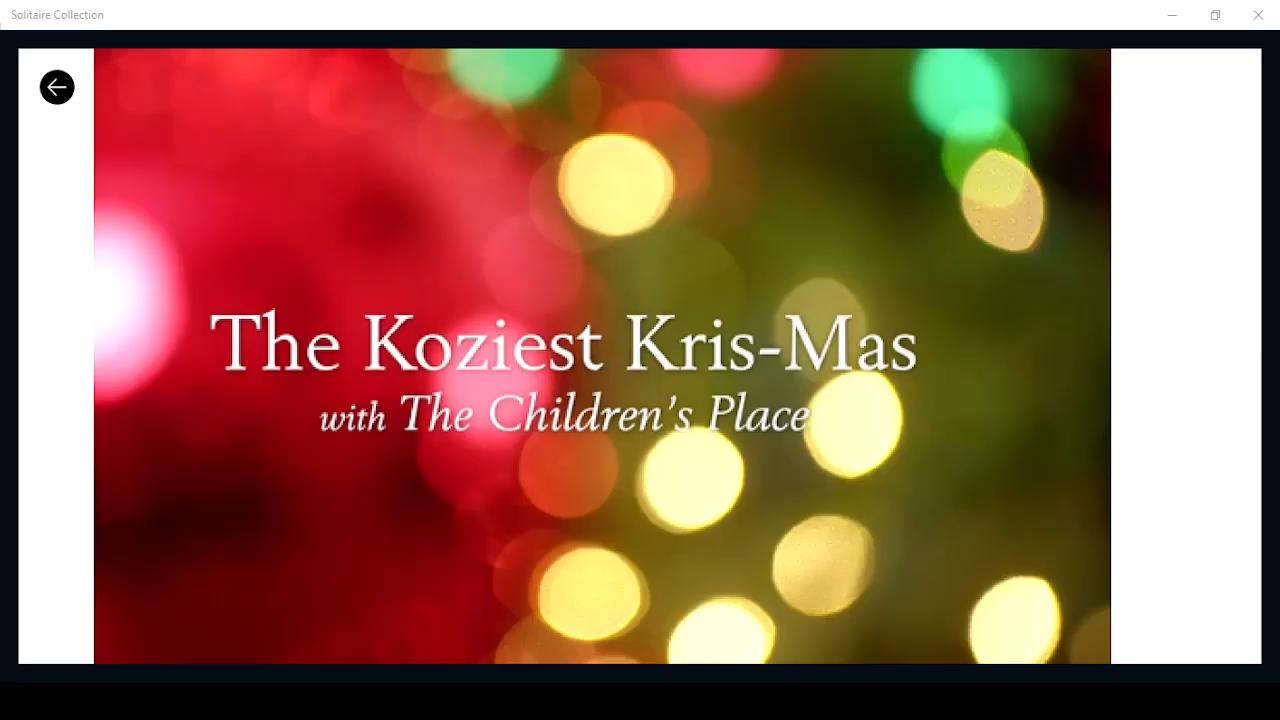 Solitaire Collection
The Koziest Kris-Mas
with The Children's Place